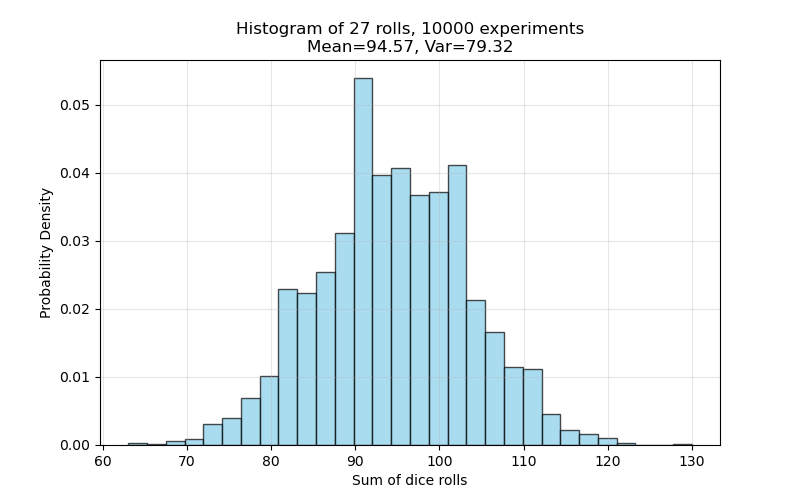 Histogram of 27 rolls, 10000 experiments
Mean=94.57, Var=79.32
Probability Density
0.05
0.04
0.03
0.02
0.01
0.00
60 70 80 90 100 110 120 130
Sum of dice rolls